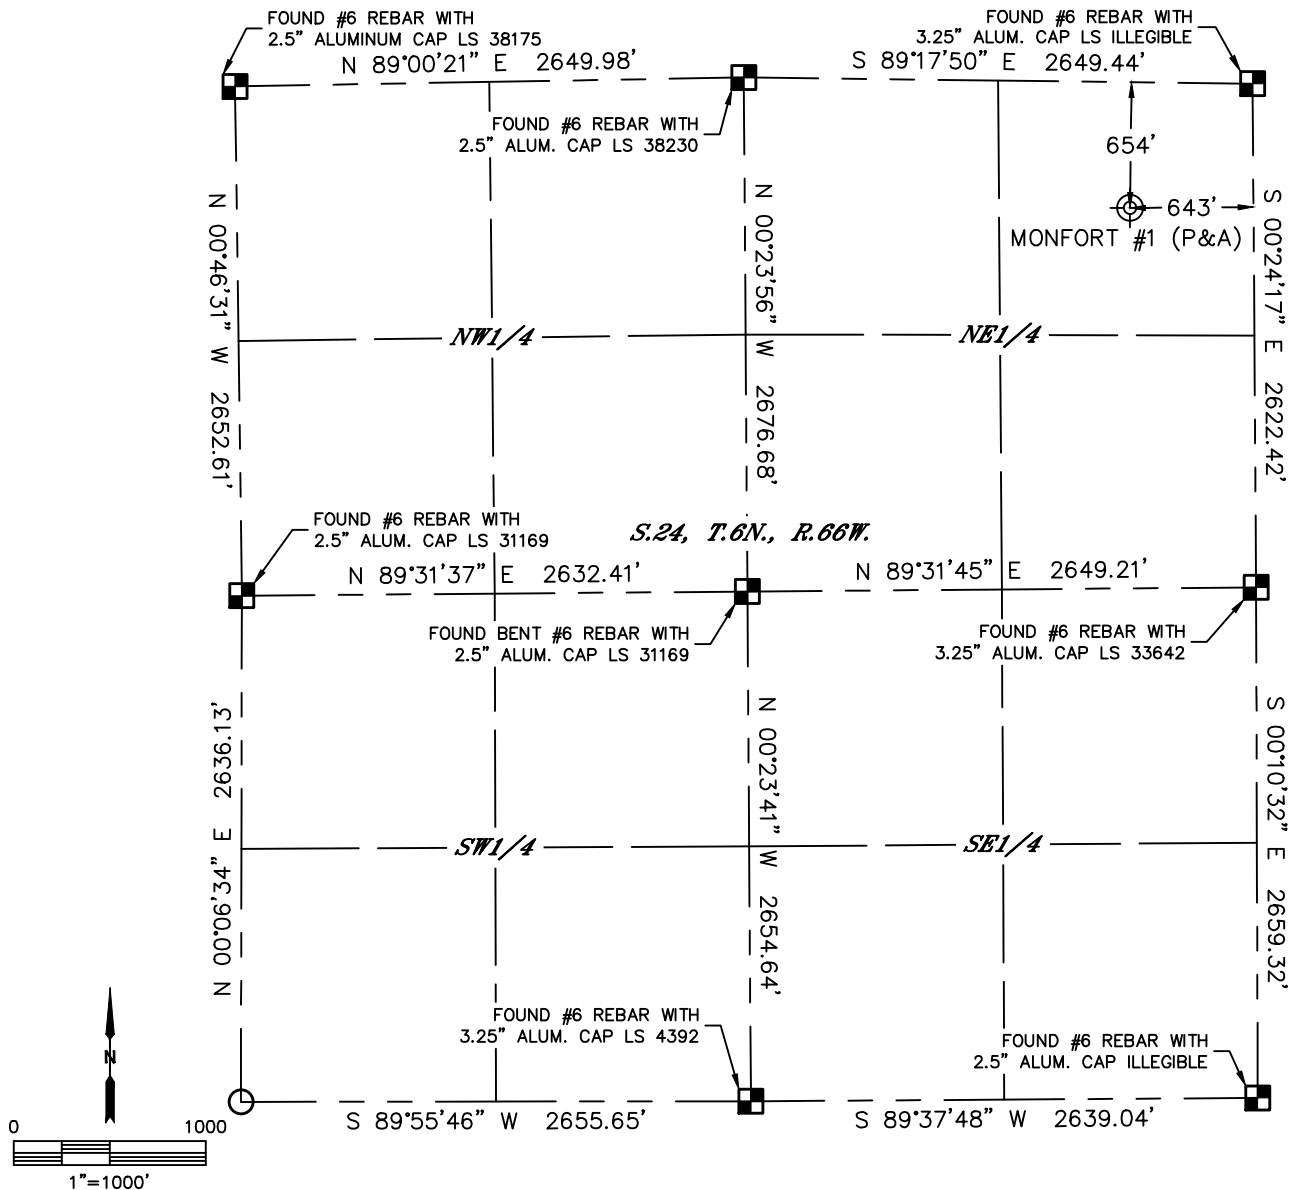 FOUND #6 REBAR WITH
2.5" ALUMINUM CAP LS 38175
FOUND #6 REBAR WITH
3.25" ALUM. CAP LS ILLEGIBLE
N 89°00'21" E 2649.98'
S 89°17'50" E 2649.44'
FOUND #6 REBAR WITH
2.5" ALUM. CAP LS 38230
654'
643'
MONFORT #1 (P&A)
N 00°46'31" W 2652.61'
N 00°23'56" W 2676.68'
S 00°24'17" E 2622.42'
NW1/4
NE1/4
FOUND #6 REBAR WITH
2.5" ALUM. CAP LS 31169
S.24, T.6N., R.66W.
N 89°31'37" E 2632.41'
N 89°31'45" E 2649.21'
FOUND BENT #6 REBAR WITH
2.5" ALUM. CAP LS 31169
FOUND #6 REBAR WITH
3.25" ALUM. CAP LS 33642
N 00°06'34" E 2636.13'
N 00°23'41" W 2654.64'
S 00°10'32" E 2659.32'
SW1/4
SE1/4
FOUND #6 REBAR WITH
3.25" ALUM. CAP LS 4392
FOUND #6 REBAR WITH
2.5" ALUM. CAP ILLEGIBLE
N
S 89°55'46" W 2655.65'
S 89°37'48" W 2639.04'
0 1000
1"=1000'